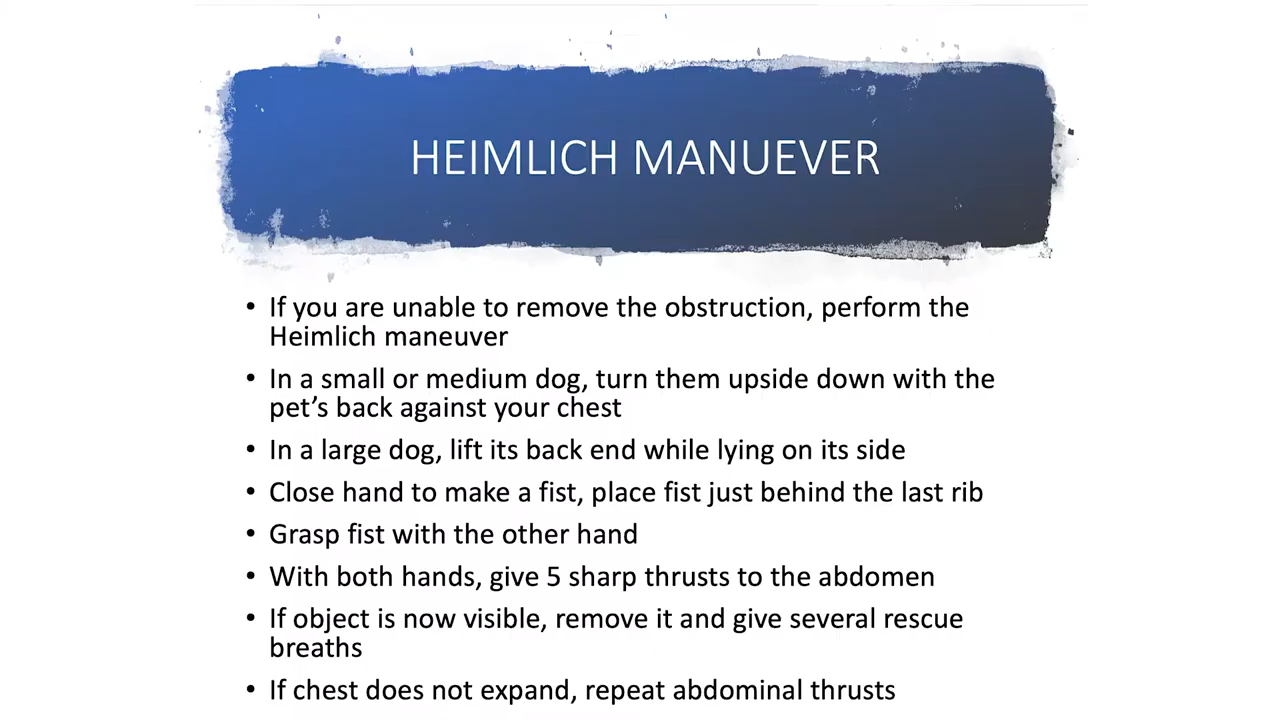 HEIMLICH MANUEVER
• If you are unable to remove the obstruction, perform the
Heimlich maneuver
• In a small or medium dog, turn them upside down with the
pet's back against your chest
• In a large dog, lift its back end while lying on its side
• Close hand to make a fist, place fist just behind the last rib
• Grasp fist with the other hand
• With both hands, give 5 sharp thrusts to the abdomen
• If object is now visible, remove it and give several rescue
breaths
• If chest does not expand, repeat abdominal thrusts